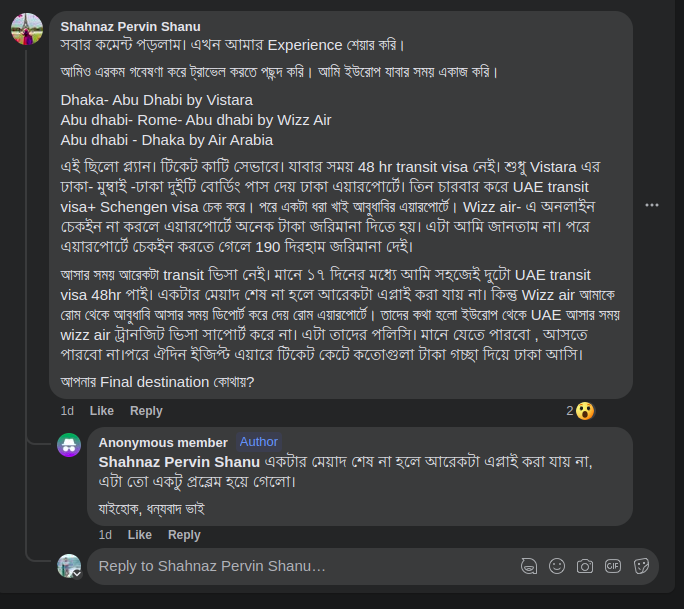 Shahnaz Pervin Shanu
সবার কমেন্ট পড়লাম। এখন আমার Experience শেয়ার করি।
আমিও এরকম গবেষণা করে ট্রাভেল করতে পছন্দ করি। আমি ইউরোপ যাবার সময় একাজ করি।
Dhaka- Abu Dhabi by Vistara
Abu dhabi- Rome- Abu dhabi by Wizz Air
Abu dhabi - Dhaka by Air Arabia
এই ছিলো প্ল্যান। টিকেট কাটি সেভাবে। যাবার সময় 48 hr transit visa নেই। শুধু Vistara এর
ঢাকা- মুম্বাই -ঢাকা দুইটি বোর্ডিং পাস দেয় ঢাকা এয়ারপোর্টে। তিন চারবার করে UAE transit
visa+ Schengen visa চেক করে। পরে একটা ধরা খাই আবুধাবির এয়ারপোর্টে। Wizz air- এ অনলাইন
চেকইন না করলে এয়ারপোর্টে অনেক টাকা জরিমানা দিতে হয়। এটা আমি জানতাম না। পরে
এয়ারপোর্টে চেকইন করতে গেলে 190 দিরহাম জরিমানা দেই।
আসার সময় আরেকটা transit ভিসা নেই। মানে ১৭ দিনের মধ্যে আমি সহজেই দুটো UAE transit
visa 48hr পাই। একটার মেয়াদ শেষ না হলে আরেকটা এপ্লাই করা যায় না। কিন্তু Wizz air আমাকে
রোম থেকে আবুধাবি আসার সময় ডিপোর্ট করে দেয় রোম এয়ারপোর্টে। তাদের কথা হলো ইউরোপ থেকে UAE আসার সময়
wizz air ট্রানজিট ভিসা সাপোর্ট করে না। এটা তাদের পলিসি। মানে যেতে পারবো , আসতে
পারবো না।পরে ঐদিন ইজিপ্ট এয়ারে টিকেট কেটে কতোগুলা টাকা গচ্ছা দিয়ে ঢাকা আসি।
আপনার Final destination কোথায়?
1d Like Reply 2
Anonymous member Author
Shahnaz Pervin Shanu একটার মেয়াদ শেষ না হলে আরেকটা এপ্লাই করা যায় না,
এটা তো একটু প্রব্লেম হয়ে গেলো।
যাইহোক, ধন্যবাদ ভাই
1d Like Reply
Reply to Shahnaz Pervin Shanu…
GIF